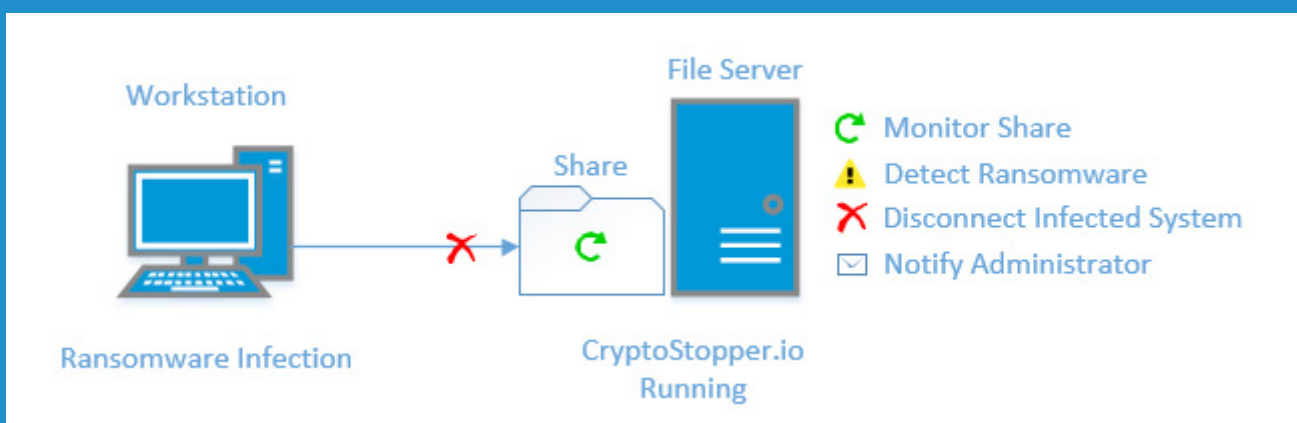 Workstation
Ransomware Infection
Share
File Server
CryptoStopper.io
Running
Monitor Share
Detect Ransomware
Disconnect Infected System
Notify Administrator